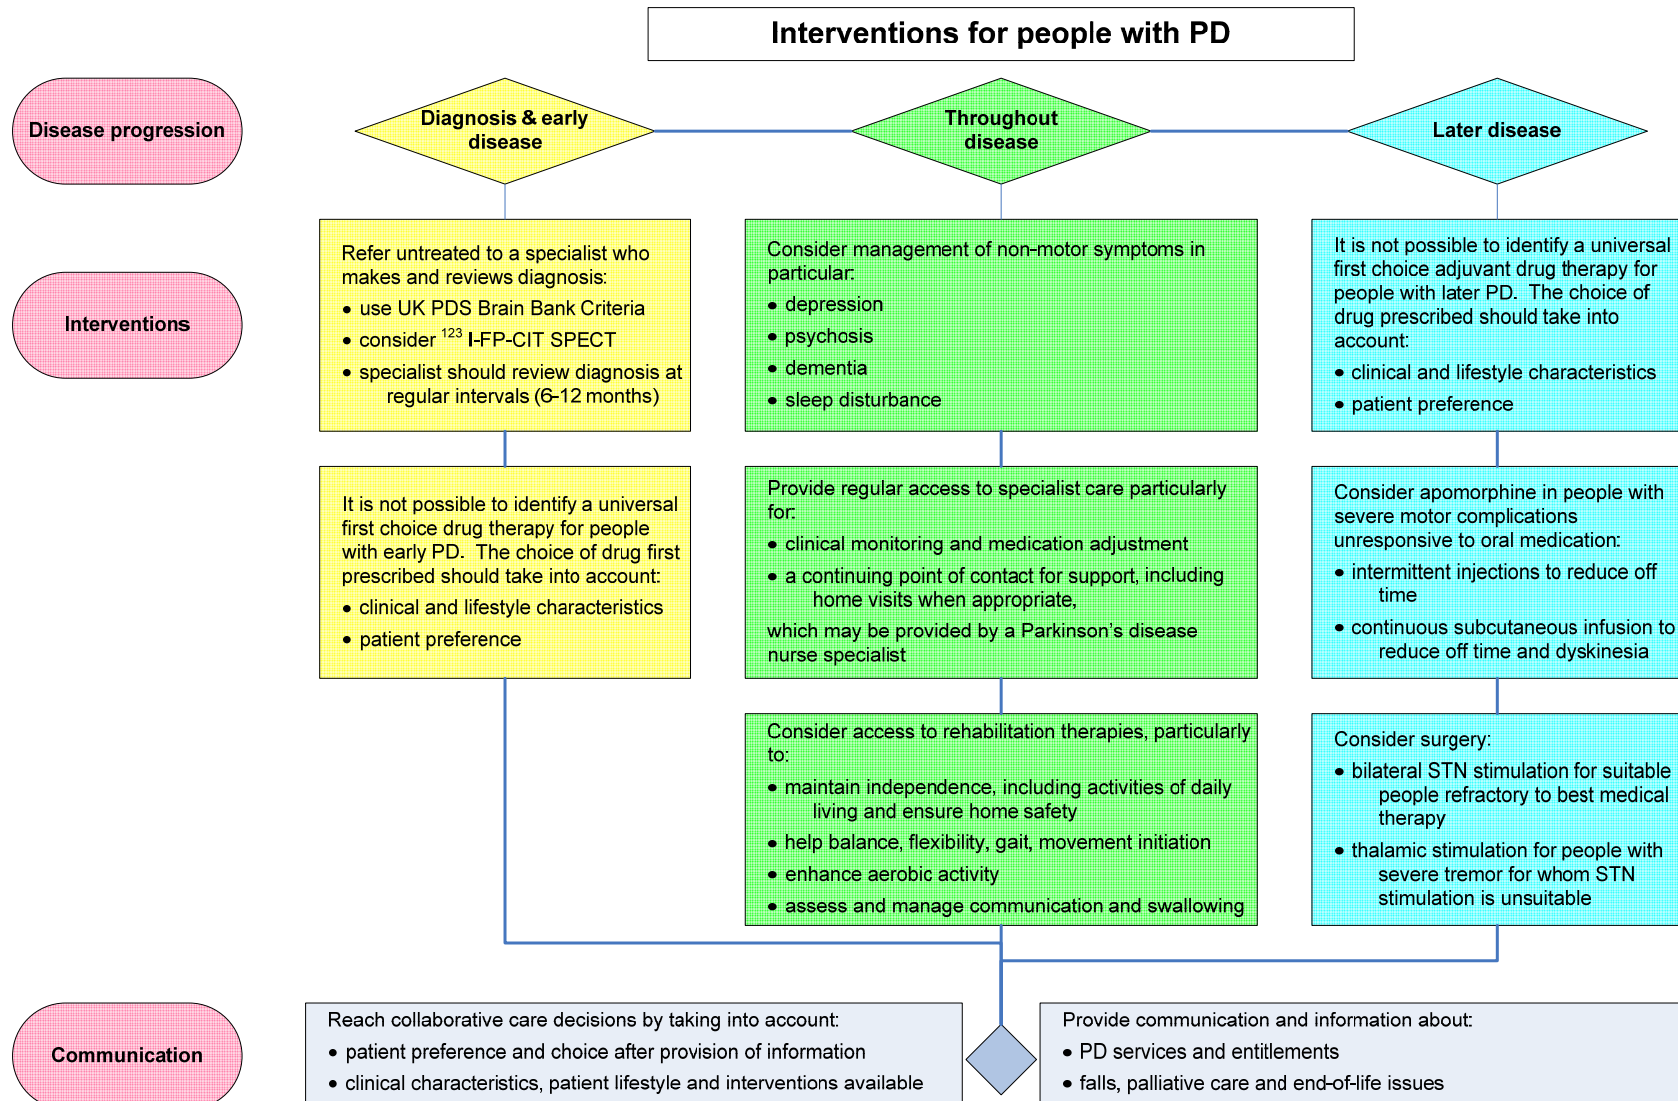 Interventions for people with PD
Disease progression
Diagnosis & early
disease
Throughout
disease
Later disease
Interventions
Refer untreated to a specialist who
makes and reviews diagnosis:
• use UK PDS Brain Bank Criteria
• consider 123 I-FP-CIT SPECT
• specialist should review diagnosis at
regular intervals (6-12 months)
It is not possible to identify a universal
first choice drug therapy for people
with early PD. The choice of drug first
prescribed should take into account:
• clinical and lifestyle characteristics
• patient preference
Consider management of non-motor symptoms in
particular:
• depression
• psychosis
• dementia
• sleep disturbance
Provide regular access to specialist care particularly
for:
• clinical monitoring and medication adjustment
• a continuing point of contact for support, including
home visits when appropriate,
which may be provided by a Parkinson's disease
nurse specialist
Consider access to rehabilitation therapies, particularly
to:
• maintain independence, including activities of daily
living and ensure home safety
• help balance, flexibility, gait, movement initiation
• enhance aerobic activity
• assess and manage communication and swallowing
It is not possible to identify a universal
first choice adjuvant drug therapy for
people with later PD. The choice of
drug prescribed should take into
account:
• clinical and lifestyle characteristics
• patient preference
Consider apomorphine in people with
severe motor complications
unresponsive to oral medication:
• intermittent injections to reduce off
time
• continuous subcutaneous infusion to
reduce off time and dyskinesia
Consider surgery:
• bilateral STN stimulation for suitable
people refractory to best medical
therapy
• thalamic stimulation for people with
severe tremor for whom STN
stimulation is unsuitable
Communication
Reach collaborative care decisions by taking into account:
• patient preference and choice after provision of information
• clinical characteristics, patient lifestyle and interventions available
Provide communication and information about:
• PD services and entitlements
• falls, palliative care and end-of-life issues